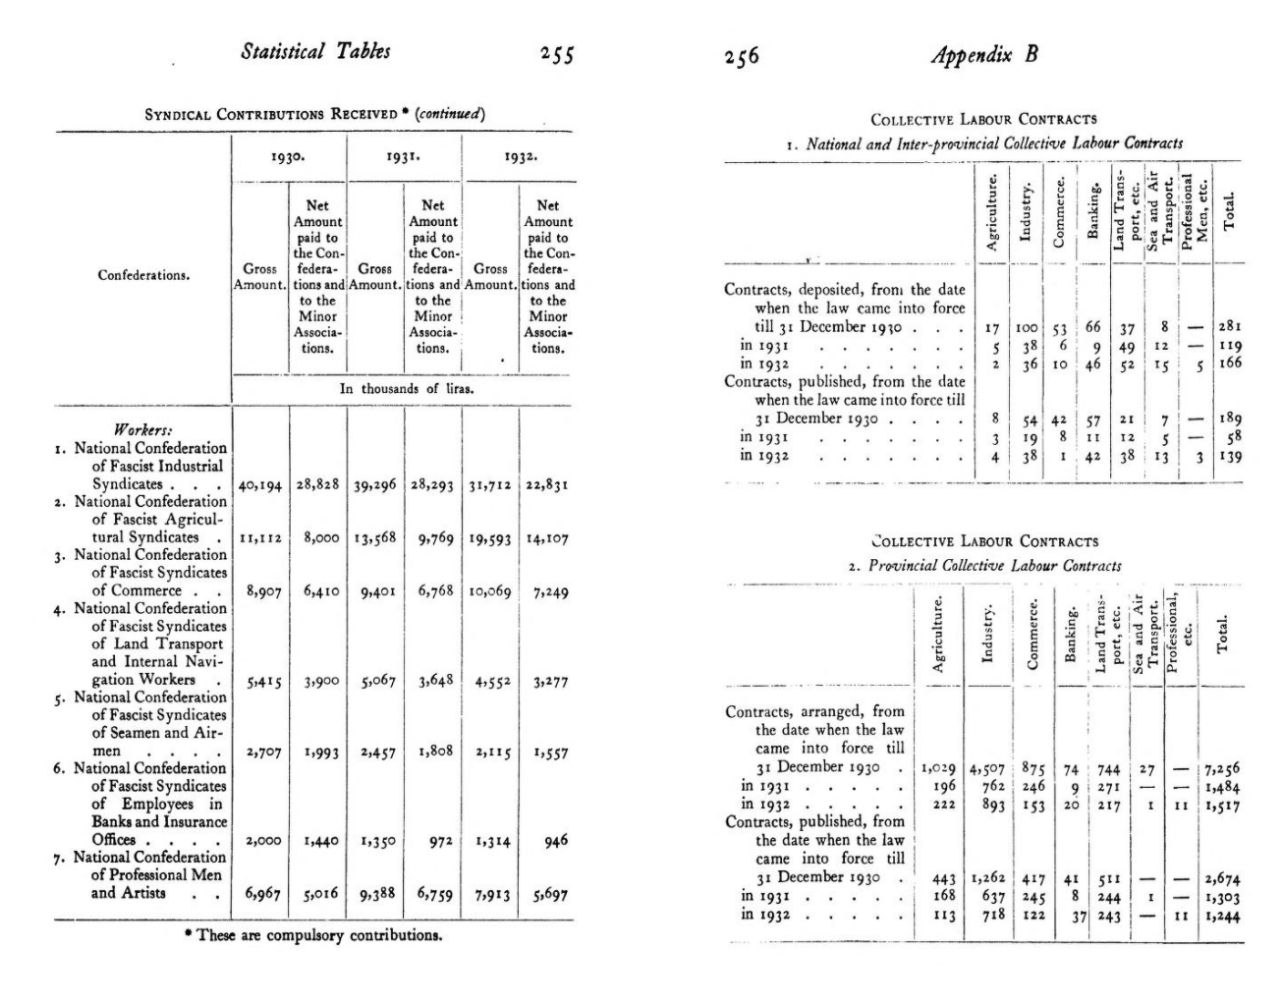 Statistical Tables 255
SYNDICAL CONTRIBUTIONS RECEIVED * (continued)
1930. 1931. 1932.
Confederations.
Gross Amount. Net Amount paid to the Confederations and to the Minor Associations. Gross Amount. Net Amount paid to the Confederations and to the Minor Associations. Gross Amount. Net Amount paid to the Confederations and to the Minor Associations.
In thousands of liras.
Workers:
1. National Confederation
of Fascist Industrial
Syndicates . . . 40,194 28,828 39,296 28,293 31,712 22,831
2. National Confederation
of Fascist Agricul-
tural Syndicates . 11,112 8,000 13,568 9,769 19,593 14,107
3. National Confederation
of Fascist Syndicates
of Commerce . . 8,907 6,410 9,401 6,768 10,069 7,249
4. National Confederation
of Fascist Syndicates
of Land Transport
and Internal Navi-
gation Workers . 5,415 3,900 5,067 3,648 4,552 3,277
5. National Confederation
of Fascist Syndicates
of Seamen and Air-
men . . . . 2,707 1,993 2,457 1,808 2,115 1,557
6. National Confederation
of Fascist Syndicates
of Employees in
Banks and Insurance
Offices . . . . 2,000 1,440 1,350 972 1,314 946
7. National Confederation
of Professional Men
and Artists . . 6,967 5,016 9,388 6,759 7,913 5,697
* These are compulsory contributions.
256 Appendix B
COLLECTIVE LABOUR CONTRACTS
1. National and Inter-provincial Collective Labour Contracts
Agriculture. Industry. Commerce. Banking. Land Transport, etc. Sea and Air Transport. Professional Men, etc. Total.
Contracts, deposited, from the date
when the law came into force
till 31 December 1930 . . . 17 100 53 66 37 8 — 281
in 1931 . . . . . . . 5 38 6 9 49 12 — 119
in 1932 . . . . . . . 2 36 10 46 52 15 5 166
Contracts, published, from the date
when the law came into force till
31 December 1930 . . . . 8 54 42 57 21 7 — 189
in 1931 . . . . . . . 3 19 8 11 12 5 — 58
in 1932 . . . . . . . 4 38 1 42 38 13 3 139
COLLECTIVE LABOUR CONTRACTS
2. Provincial Collective Labour Contracts
Agriculture. Industry. Commerce. Banking. Land Transport, etc. Sea and Air Transport. Professional, etc. Total.
Contracts, arranged, from
the date when the law
came into force till
31 December 1930 . 1,029 4,507 875 74 744 27 — 7,256
in 1931 . . . . . 196 762 246 9 271 — — 1,484
in 1932 . . . . . 222 893 153 20 217 1 11 1,517
Contracts, published, from
the date when the law
came into force till
31 December 1930 . 443 1,262 417 41 511 — — 2,674
in 1931 . . . . . 168 637 245 8 244 1 — 1,303
in 1932 . . . . . 113 718 122 37 243 — 11 1,244